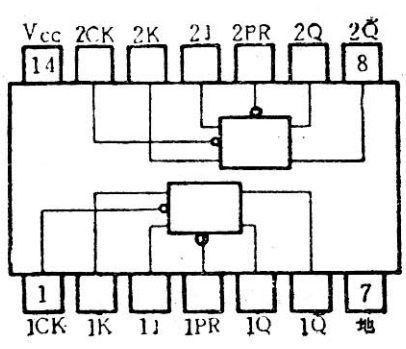 Vcc 2CK 2K 2J 2PR 2Q 2Q̄
14 8
1 7
1CK 1K 1J 1PR 1Q 1Q̄ 地